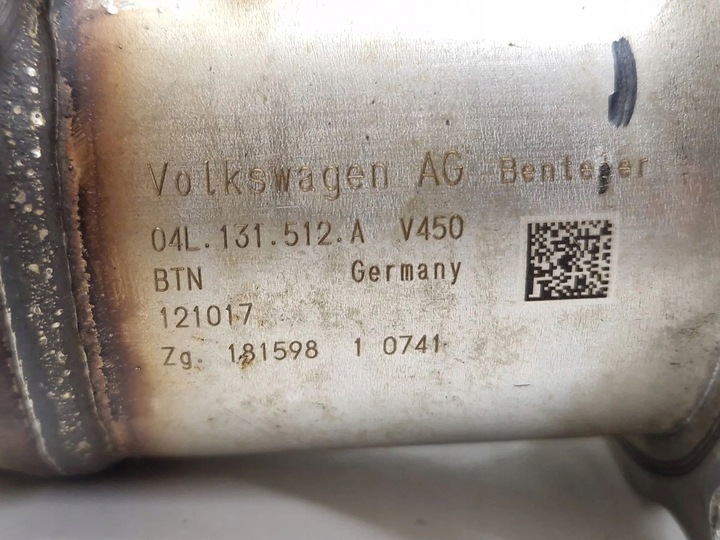 Volkswagen AG Benteler
04L.131.512.A V450
BTN Germany
121017
Zg. 181598 1 0741